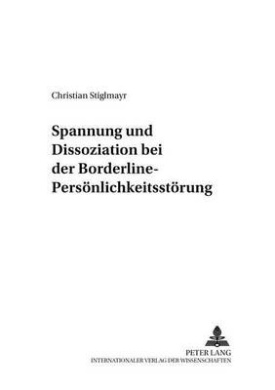 Christian Stiglmayr
Spannung und
Dissoziation bei
der Borderline-
Persönlichkeitsstörung
PETER LANG
INTERNATIONALER VERLAG DER WISSENSCHAFTEN